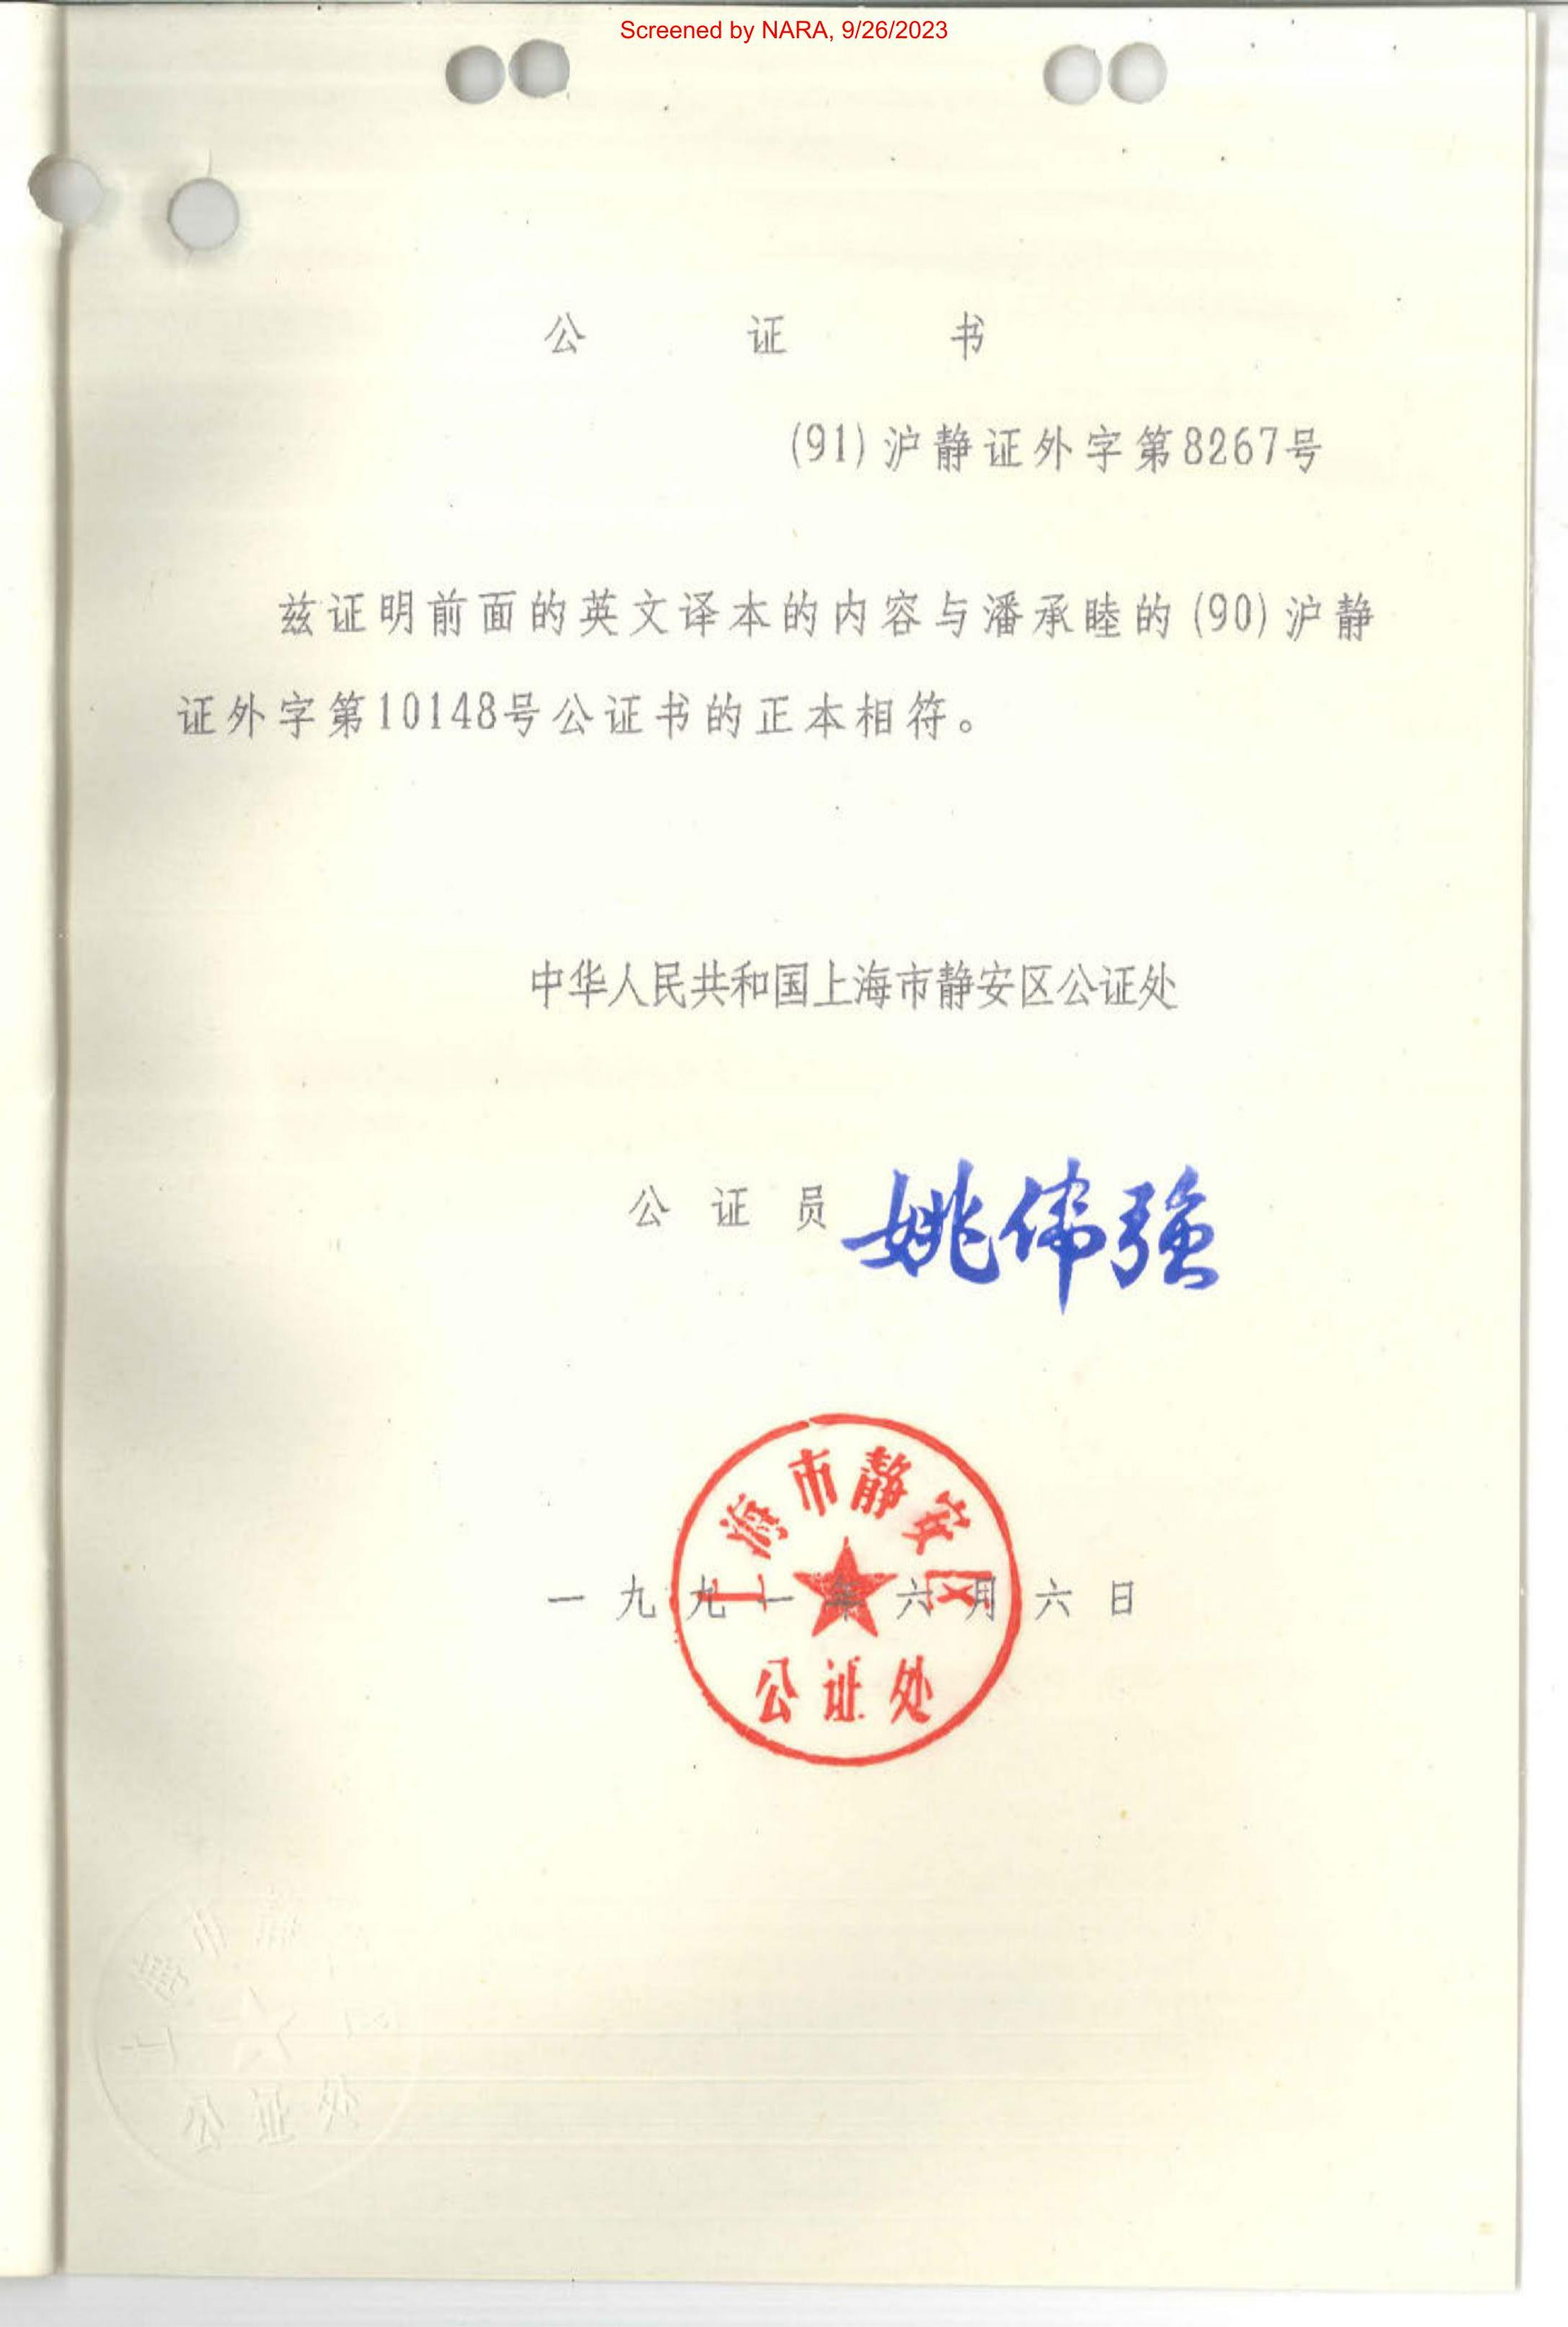 Screened by NARA, 9/26/2023
公证书
(91)沪静证外字第8267号
兹证明前面的英文译本的内容与潘承睦的(90)沪静
证外字第10148号公证书的正本相符。
中华人民共和国上海市静安区公证处
公证员 姚伟强
上海市静安区
一九九一年六月六日
公证处
上海市静
公证处